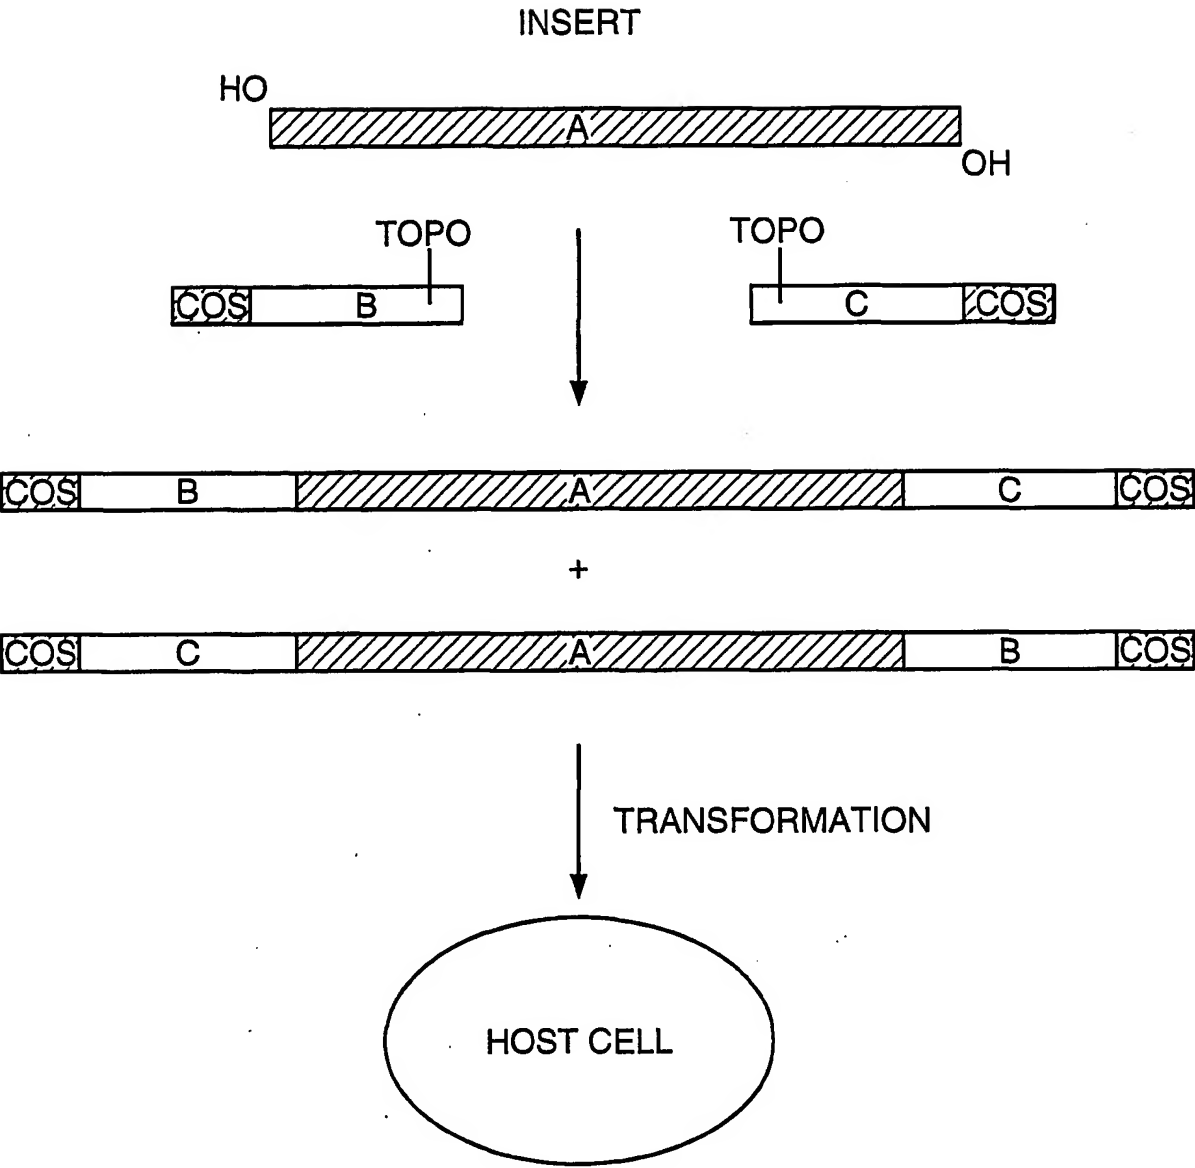 INSERT
HO
A
OH
TOPO TOPO
COS B C COS
COS B A C COS
+
COS C A B COS
TRANSFORMATION
HOST CELL